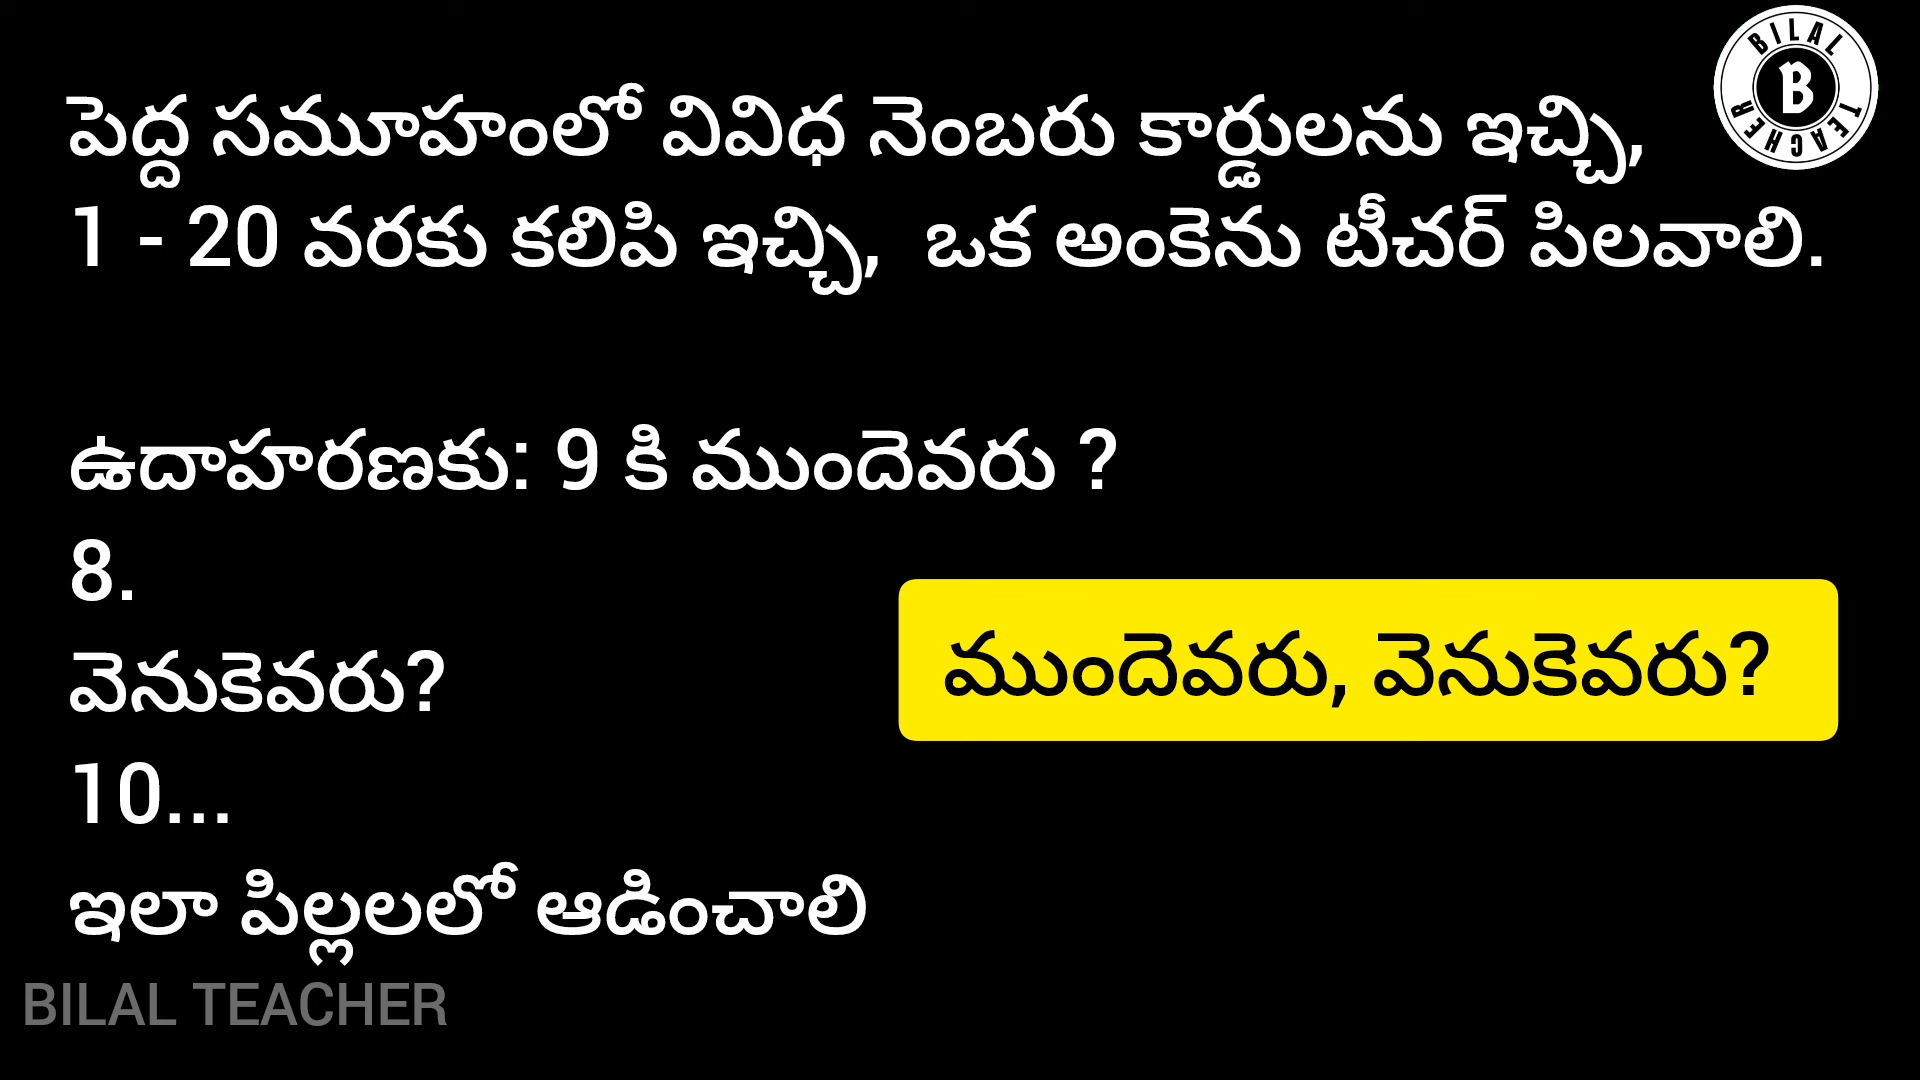 పెద్ద సమూహంలో వివిధ నెంబరు కార్డులను ఇచ్చి,
1 - 20 వరకు కలిపి ఇచ్చి,  ఒక అంకెను టీచర్ పిలవాలి.
ఉదాహరణకు: 9 కి ముందెవరు ?
8.
వెనుకెవరు?
10...
ఇలా పిల్లలలో ఆడించాలి
ముందెవరు, వెనుకెవరు?
BILAL TEACHER
B
BILAL TEACHER